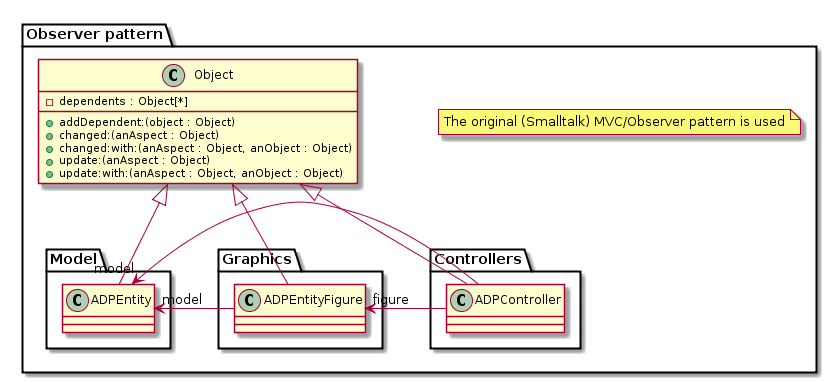 Observer pattern
C Object
dependents : Object[*]
addDependent:(object : Object)
changed:(anAspect : Object)
changed:with:(anAspect : Object, anObject : Object)
update:(anAspect : Object)
update:with:(anAspect : Object, anObject : Object)
The original (Smalltalk) MVC/Observer pattern is used
Model
Graphics
Controllers
model
C ADPEntity
model
C ADPEntityFigure
figure
C ADPController